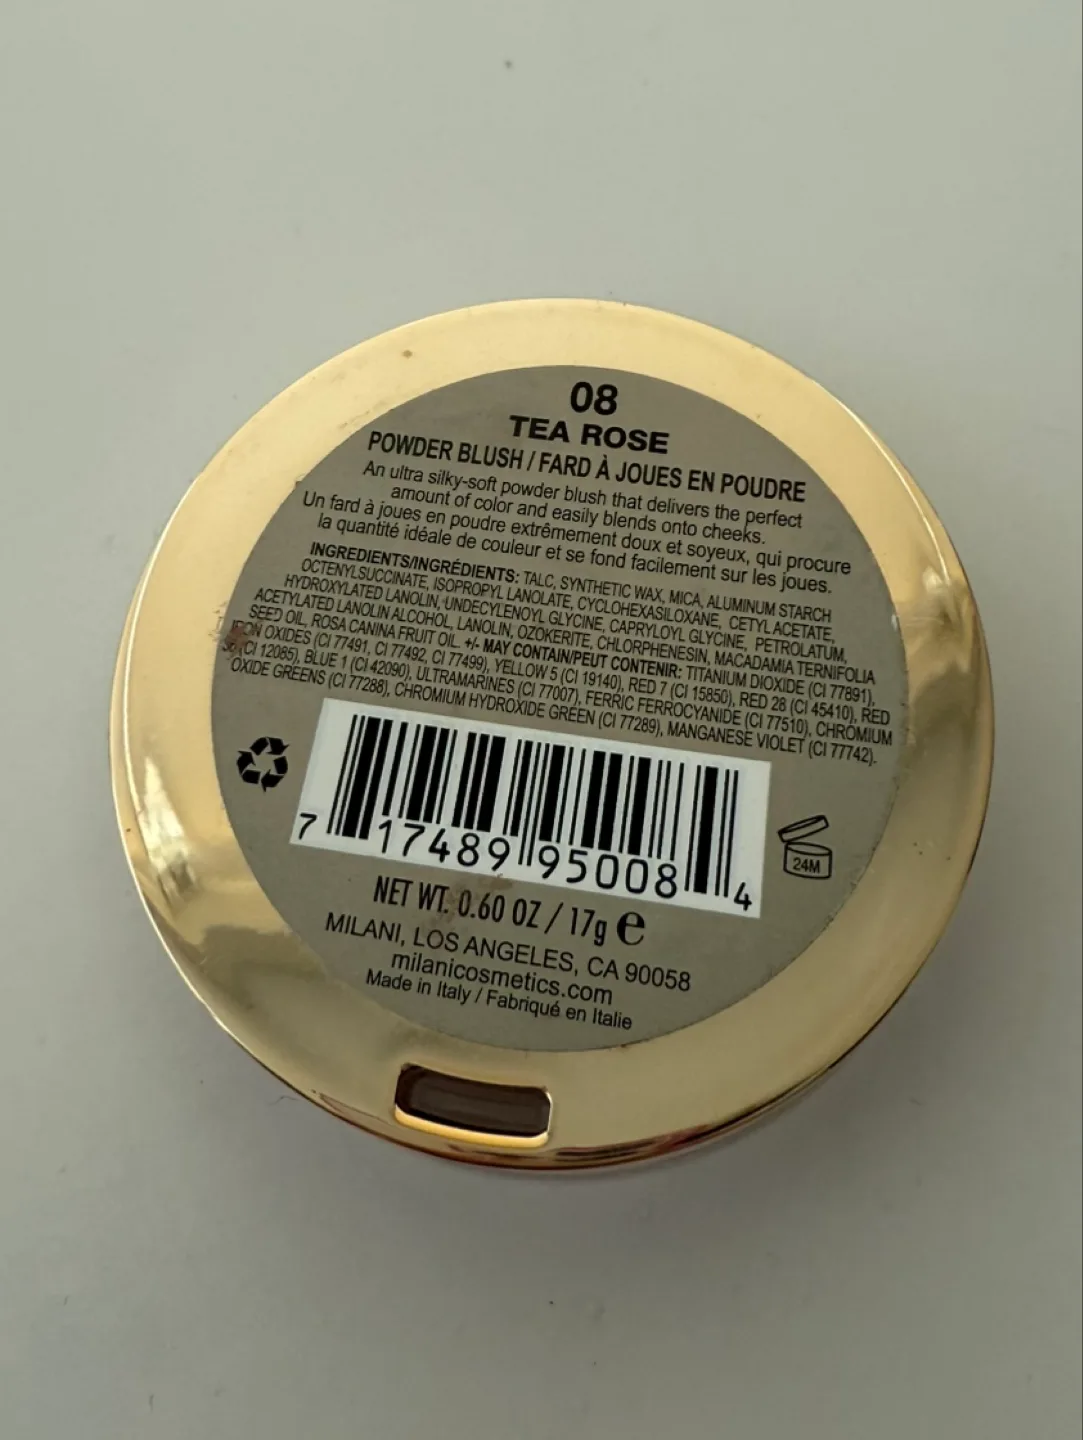 08
TEA ROSE
POWDER BLUSH / FARD À JOUES EN POUDRE
An ultra silky-soft powder blush that delivers the perfect
amount of color and easily blends onto cheeks.
Un fard à joues en poudre extrêmement doux et soyeux, qui procure
la quantité idéale de couleur et se fond facilement sur les joues.
INGREDIENTS/INGRÉDIENTS: TALC, SYNTHETIC WAX, MICA, ALUMINUM STARCH
OCTENYLSUCCINATE, ISOPROPYL LANOLATE, CYCLOHEXASILOXANE, CETYL ACETATE,
HYDROXYLATED LANOLIN, UNDECYLENOYL GLYCINE, CAPRYLOYL GLYCINE, PETROLATUM,
ACETYLATED LANOLIN ALCOHOL, LANOLIN, OZOKERITE, CHLORPHENESIN, MACADAMIA TERNIFOLIA
SEED OIL, ROSA CANINA FRUIT OIL. +/- MAY CONTAIN/PEUT CONTENIR: TITANIUM DIOXIDE (CI 77891),
IRON OXIDES (CI 77491, CI 77492, CI 77499), YELLOW 5 (CI 19140), RED 7 (CI 15850), RED 28 (CI 45410), RED
(CI 12085), BLUE 1 (CI 42090), ULTRAMARINES (CI 77007), FERRIC FERROCYANIDE (CI 77510), CHROMIUM
OXIDE GREENS (CI 77288), CHROMIUM HYDROXIDE GREEN (CI 77289), MANGANESE VIOLET (CI 77742).
7 17489 95008 4
24M
NET WT. 0.60 OZ / 17g e
MILANI, LOS ANGELES, CA 90058
milanicosmetics.com
Made in Italy / Fabriqué en Italie